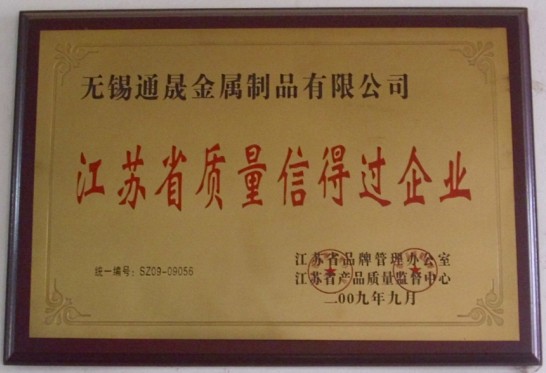 无锡通晟金属制品有限公司
江苏省质量信得过企业
统一编号：SZ09-09056
江苏省品牌管理办公室
江苏省产品质量监督中心
二00九年九月